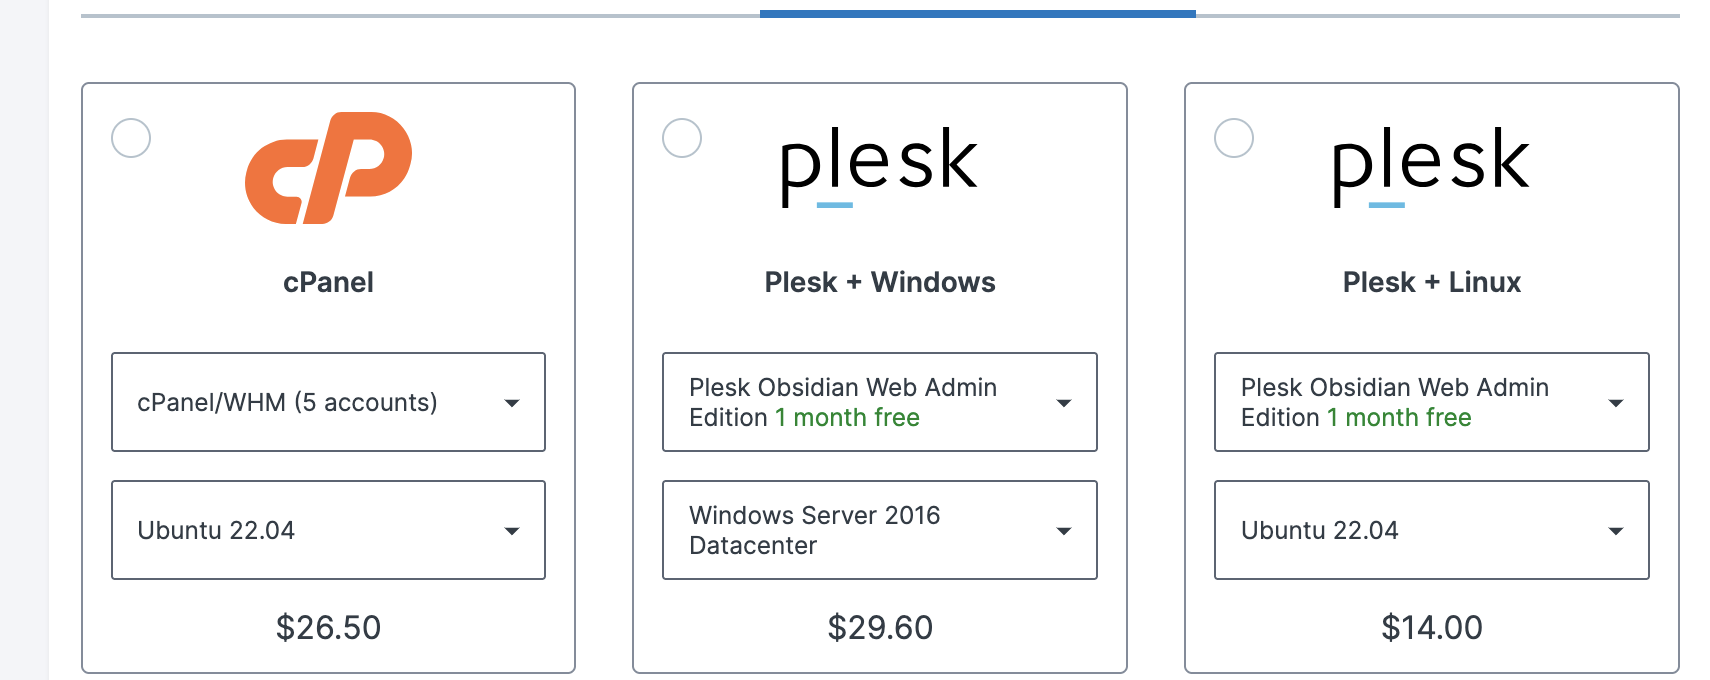 cP
plesk
plesk
cPanel
Plesk + Windows
Plesk + Linux
cPanel/WHM (5 accounts)
Plesk Obsidian Web Admin
Edition 1 month free
Plesk Obsidian Web Admin
Edition 1 month free
Ubuntu 22.04
Windows Server 2016
Datacenter
Ubuntu 22.04
$26.50
$29.60
$14.00